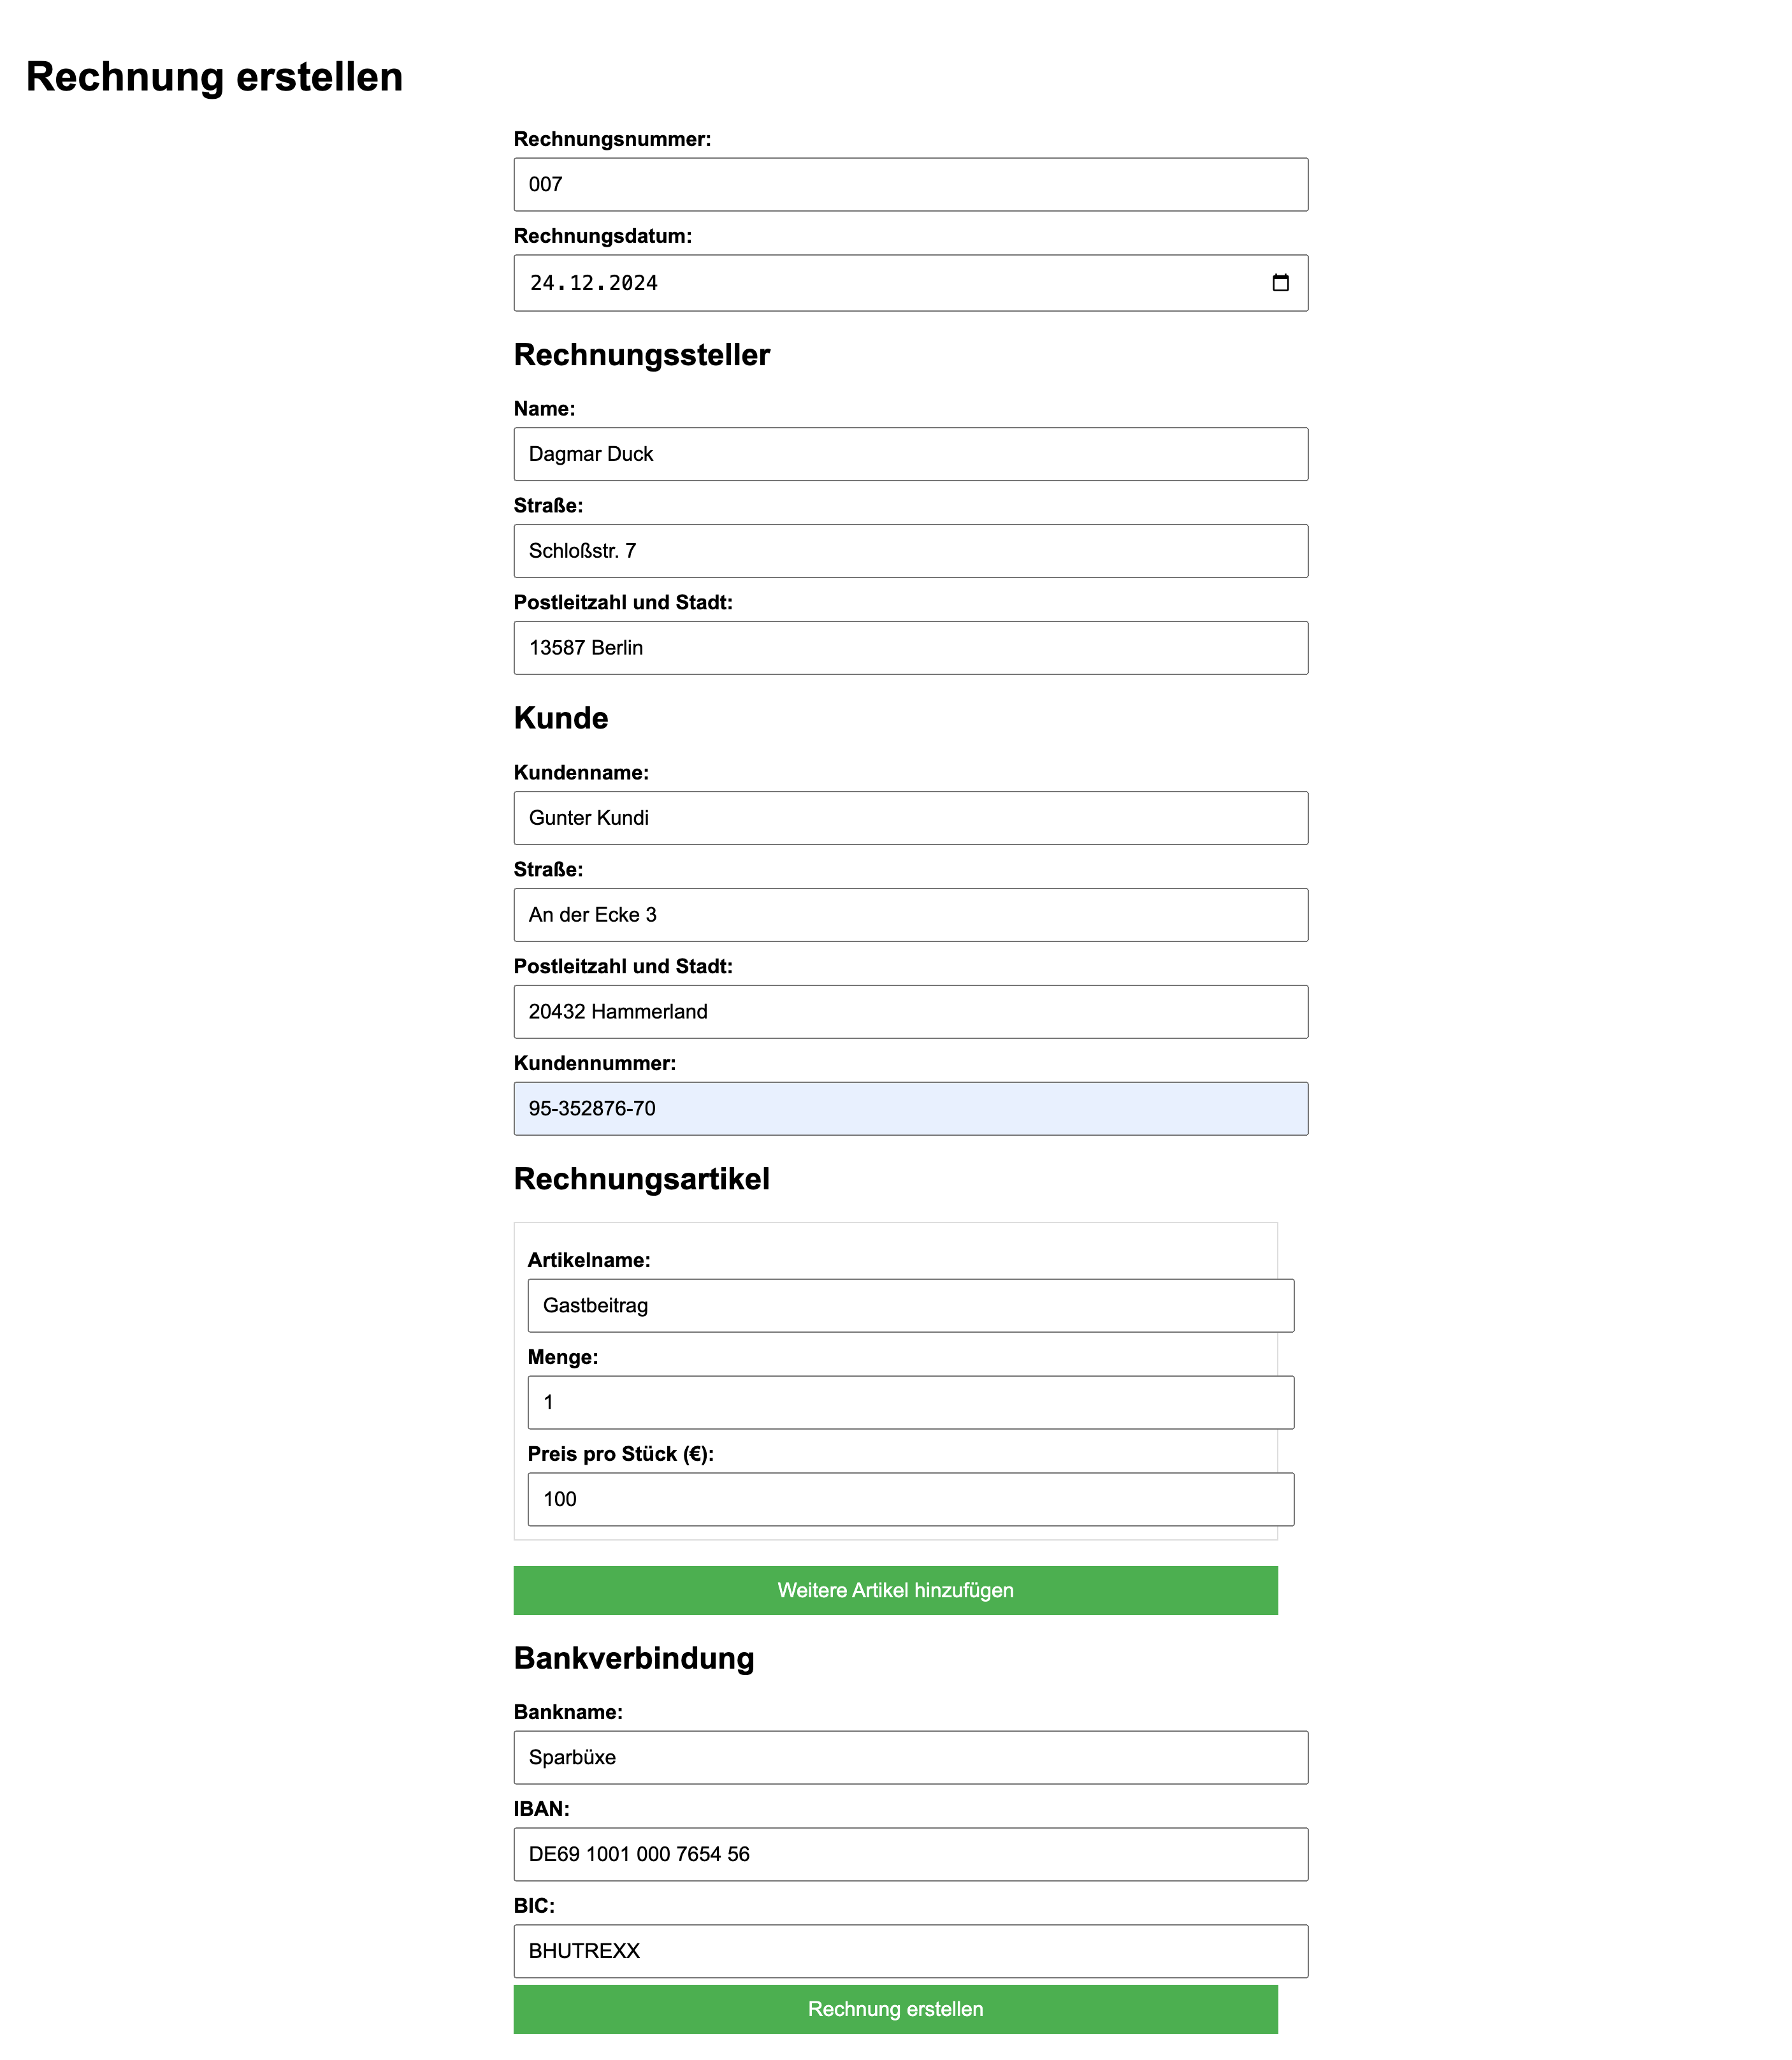 Rechnung erstellen
Rechnungsnummer:
007
Rechnungsdatum:
24.12.2024
Rechnungssteller
Name:
Dagmar Duck
Straße:
Schloßstr. 7
Postleitzahl und Stadt:
13587 Berlin
Kunde
Kundenname:
Gunter Kundi
Straße:
An der Ecke 3
Postleitzahl und Stadt:
20432 Hammerland
Kundennummer:
95-352876-70
Rechnungsartikel
Artikelname:
Gastbeitrag
Menge:
1
Preis pro Stück (€):
100
Weitere Artikel hinzufügen
Bankverbindung
Bankname:
Sparbüxe
IBAN:
DE69 1001 000 7654 56
BIC:
BHUTREXX
Rechnung erstellen